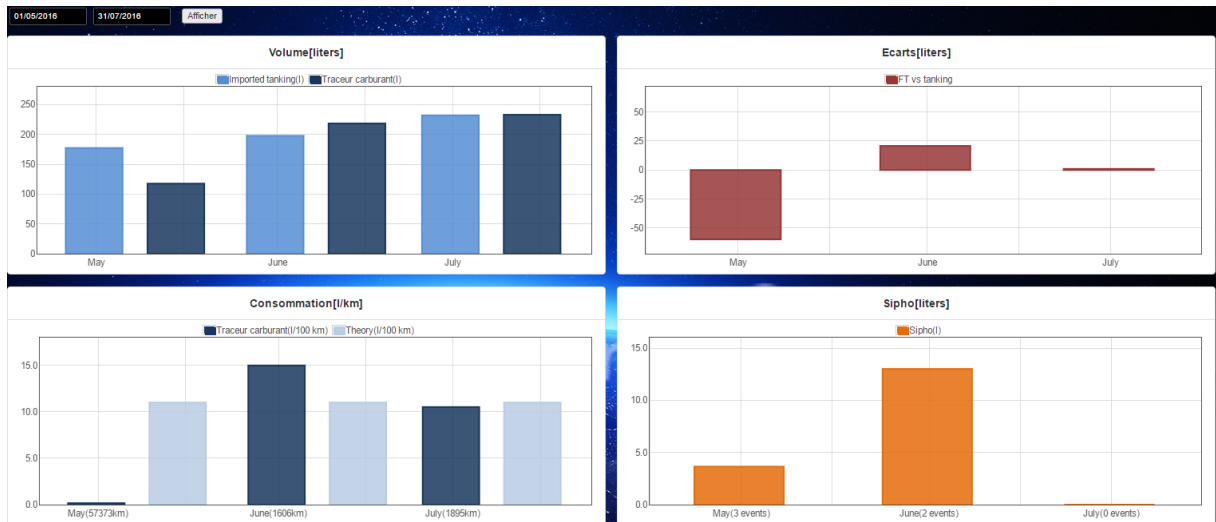 01/05/2016 31/07/2016 Afficher
Volume[liters]
Imported tanking(l) Traceur carburant(l)
250
200
150
100
50
0
May June July
Ecarts[liters]
FT vs tanking
50
25
0
-25
-50
May June July
Consommation[l/km]
Traceur carburant(l/100 km) Theory(l/100 km)
15.0
10.0
5.0
0.0
May(57373km) June(1606km) July(1895km)
Sipho[liters]
Sipho(l)
15.0
10.0
5.0
0.0
May(3 events) June(2 events) July(0 events)